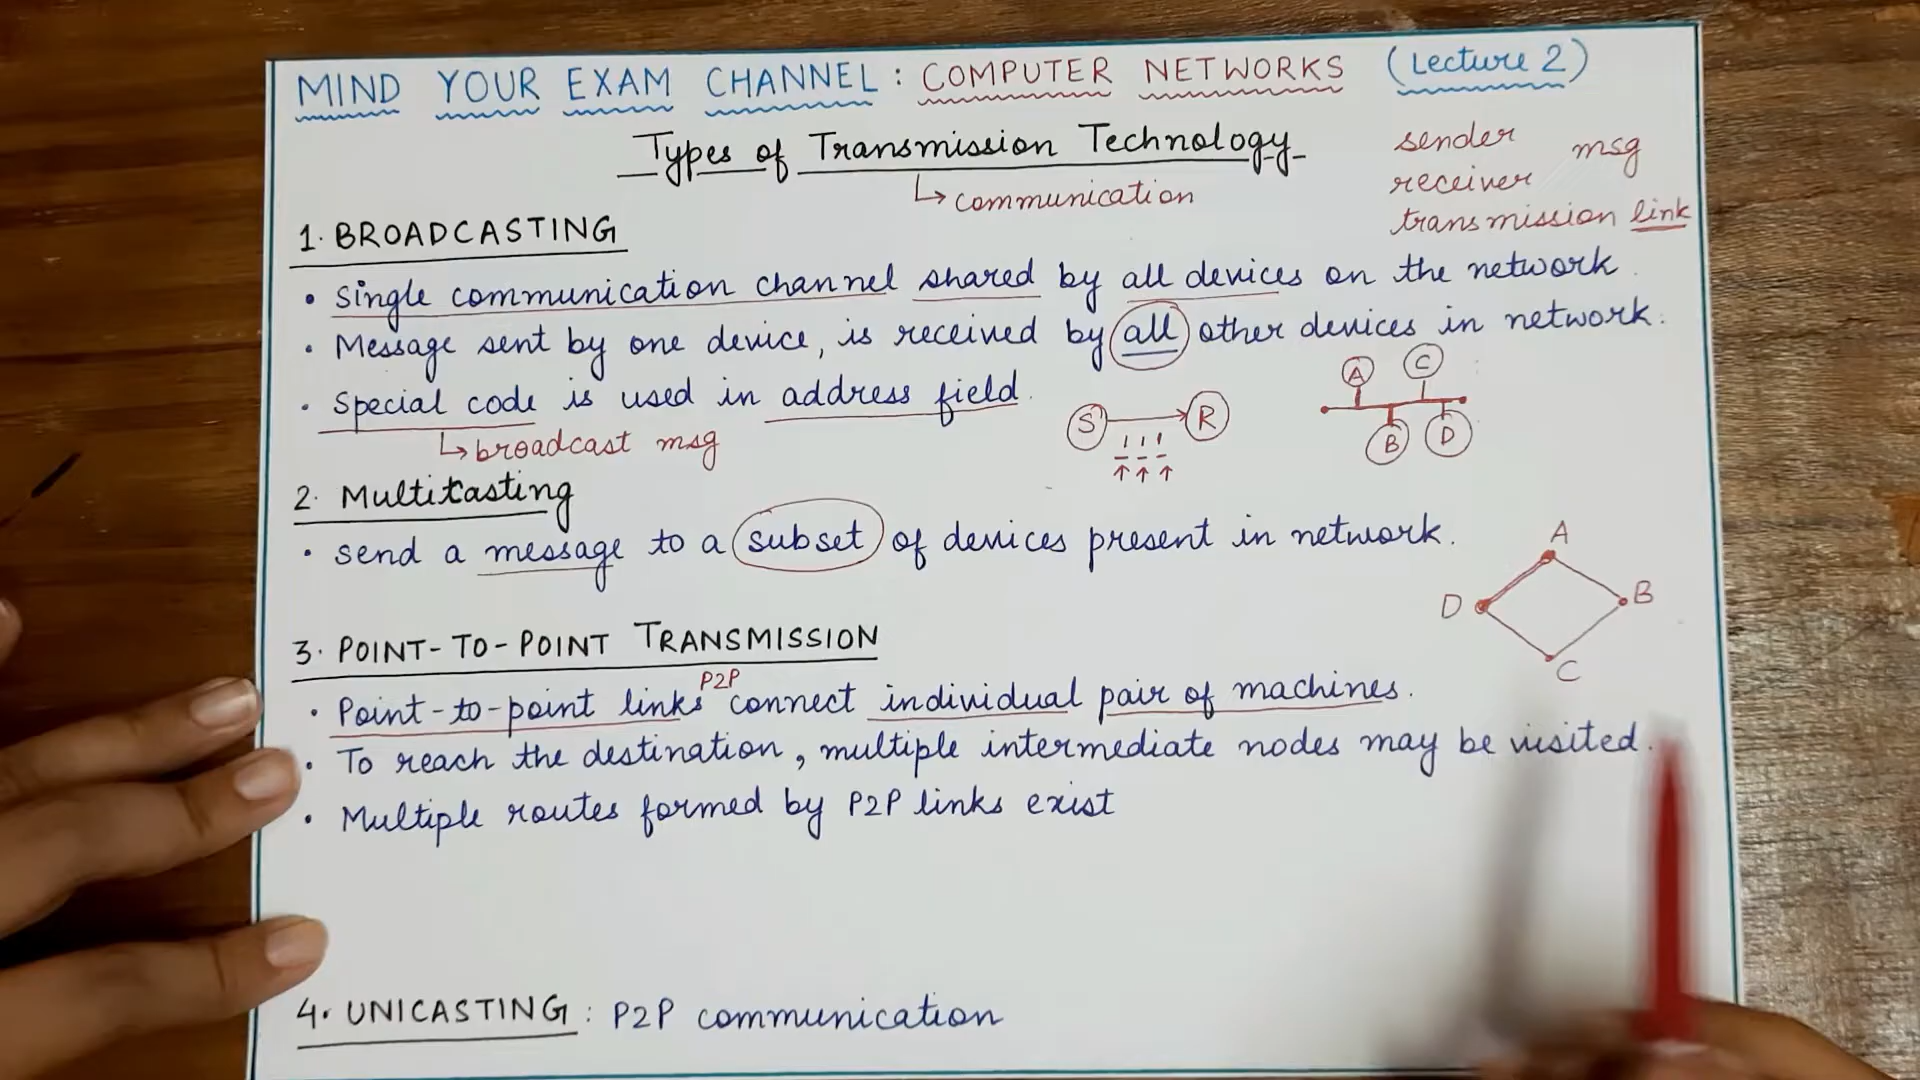 MIND YOUR EXAM CHANNEL : COMPUTER NETWORKS (Lecture 2)
Types of Transmission Technology
↳ communication
sender msg
receiver
transmission link
1. BROADCASTING
• Single communication channel shared by all devices on the network.
• Message sent by one device, is received by all other devices in network.
• Special code is used in address field.
↳ broadcast msg
S R
A C
B D
2. Multicasting
• send a message to a subset of devices present in network.
A
D B
C
3. POINT-TO-POINT TRANSMISSION
P2P
• Point-to-point links connect individual pair of machines.
• To reach the destination, multiple intermediate nodes may be visited.
• Multiple routes formed by P2P links exist
4. UNICASTING : P2P communication